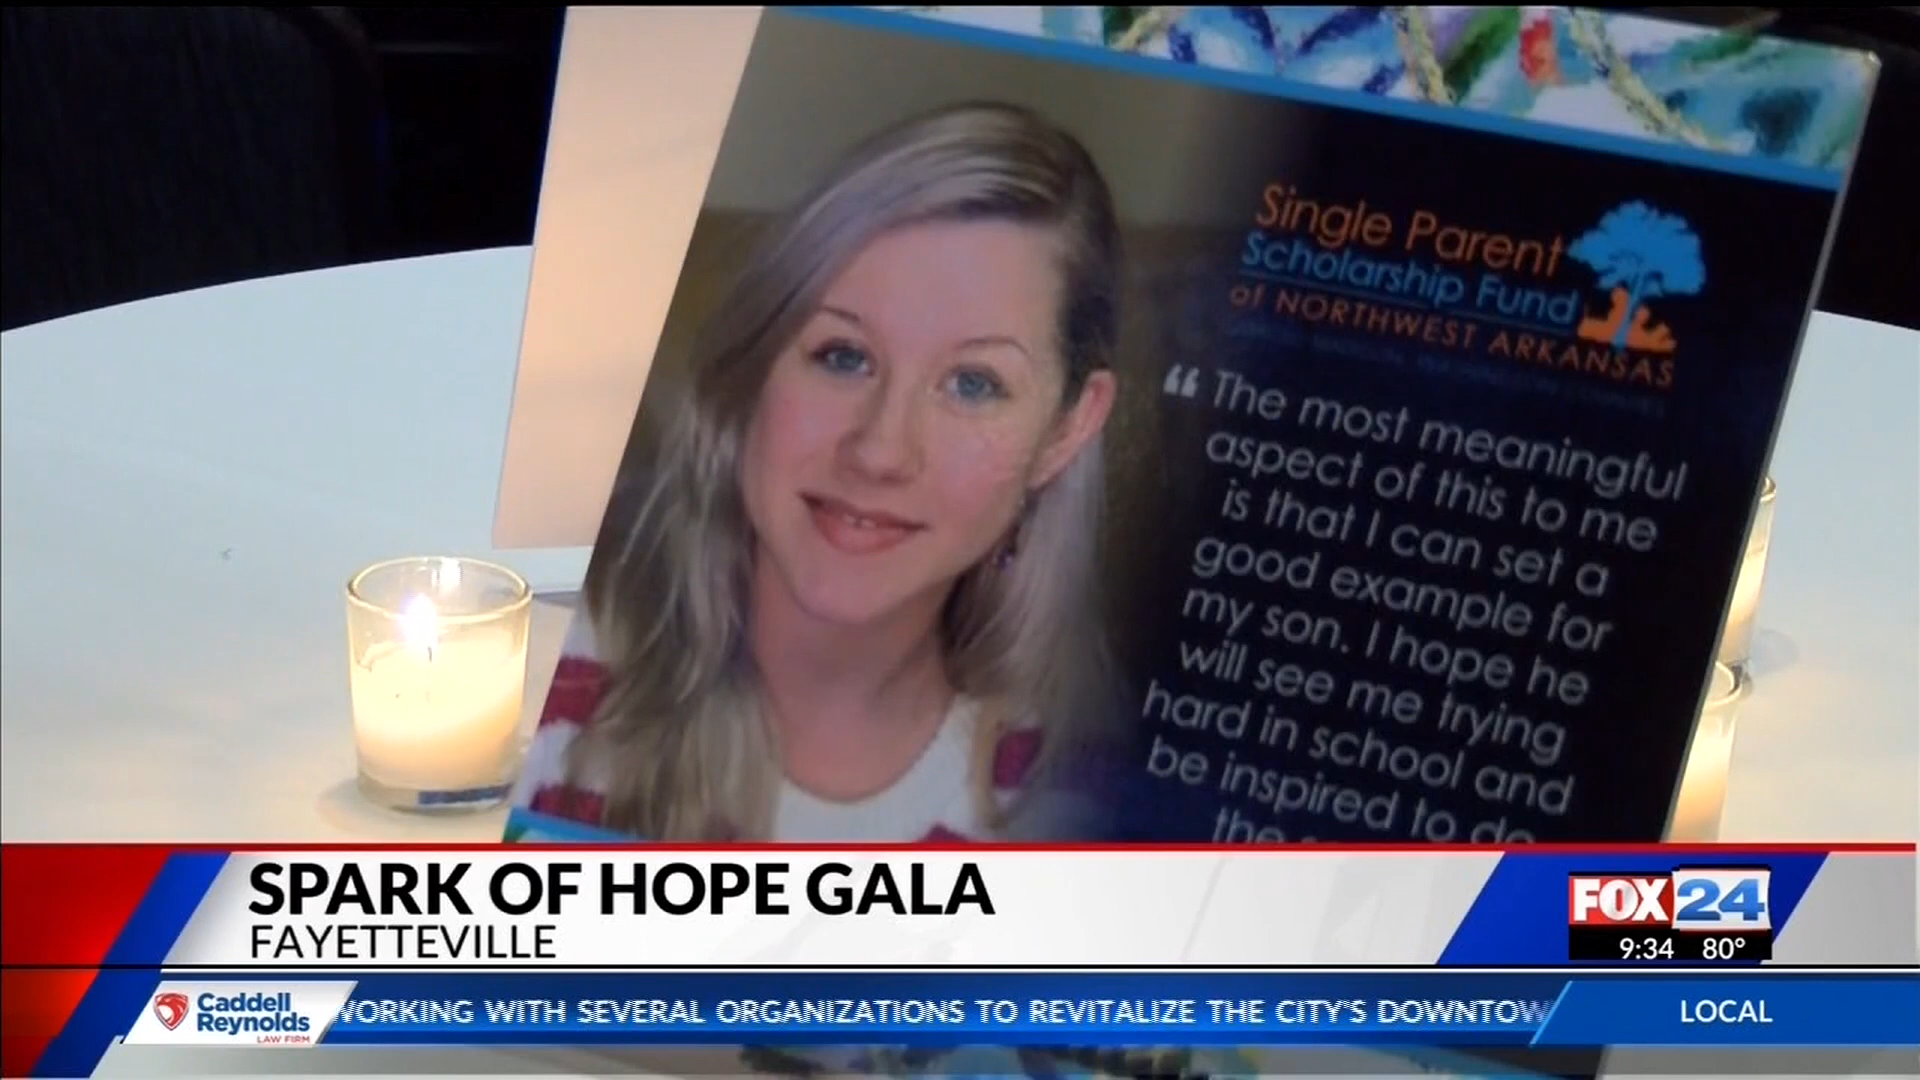 Single Parent
Scholarship Fund
of NORTHWEST ARKANSAS
“ The most meaningful
aspect of this to me
is that I can set a
good example for
my son. I hope he
will see me trying
hard in school and
be inspired to do
the
SPARK OF HOPE GALA
FAYETTEVILLE
FOX 24
9:34 80°
Caddell
Reynolds
LAW FIRM
WORKING WITH SEVERAL ORGANIZATIONS TO REVITALIZE THE CITY'S DOWNTOW
LOCAL